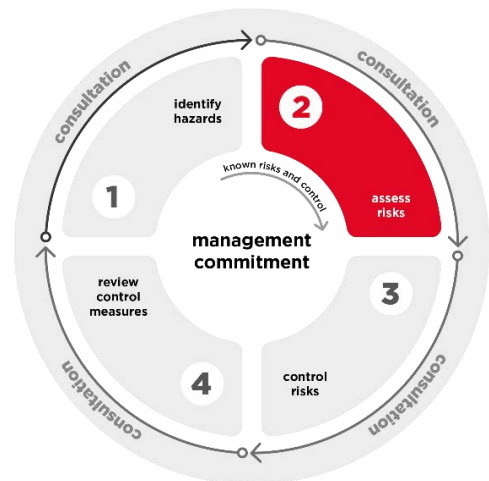 consultation
consultation
identify
hazards
1
2
assess
risks
known risks and control
management
commitment
review
control
measures
4
3
control
risks
consultation
consultation